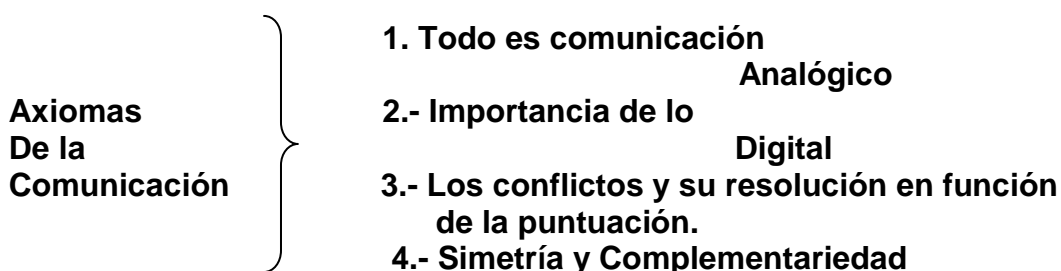 1. Todo es comunicación
Analógico
Axiomas 2.- Importancia de lo
De la Digital
Comunicación 3.- Los conflictos y su resolución en función
de la puntuación.
4.- Simetría y Complementariedad